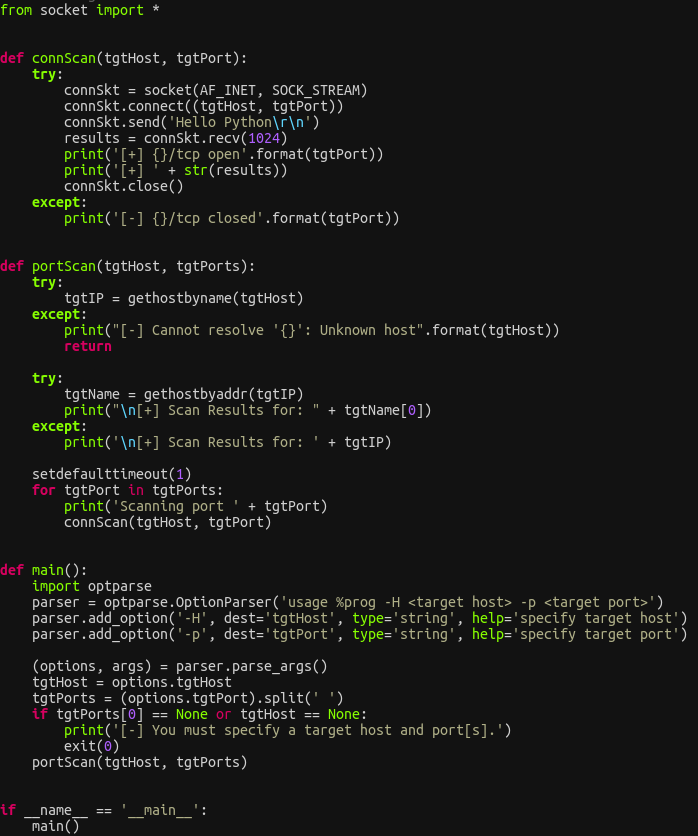 from socket import *


def connScan(tgtHost, tgtPort):
    try:
        connSkt = socket(AF_INET, SOCK_STREAM)
        connSkt.connect((tgtHost, tgtPort))
        connSkt.send('Hello Python\r\n')
        results = connSkt.recv(1024)
        print('[+] {}/tcp open'.format(tgtPort))
        print('[+] ' + str(results))
        connSkt.close()
    except:
        print('[-] {}/tcp closed'.format(tgtPort))


def portScan(tgtHost, tgtPorts):
    try:
        tgtIP = gethostbyname(tgtHost)
    except:
        print("[-] Cannot resolve '{}': Unknown host".format(tgtHost))
        return

    try:
        tgtName = gethostbyaddr(tgtIP)
        print("\n[+] Scan Results for: " + tgtName[0])
    except:
        print('\n[+] Scan Results for: ' + tgtIP)

    setdefaulttimeout(1)
    for tgtPort in tgtPorts:
        print('Scanning port ' + tgtPort)
        connScan(tgtHost, tgtPort)


def main():
    import optparse
    parser = optparse.OptionParser('usage %prog -H <target host> -p <target port>')
    parser.add_option('-H', dest='tgtHost', type='string', help='specify target host')
    parser.add_option('-p', dest='tgtPort', type='string', help='specify target port')

    (options, args) = parser.parse_args()
    tgtHost = options.tgtHost
    tgtPorts = (options.tgtPort).split(' ')
    if tgtPorts[0] == None or tgtHost == None:
        print('[-] You must specify a target host and port[s].')
        exit(0)
    portScan(tgtHost, tgtPorts)


if __name__ == '__main__':
    main()